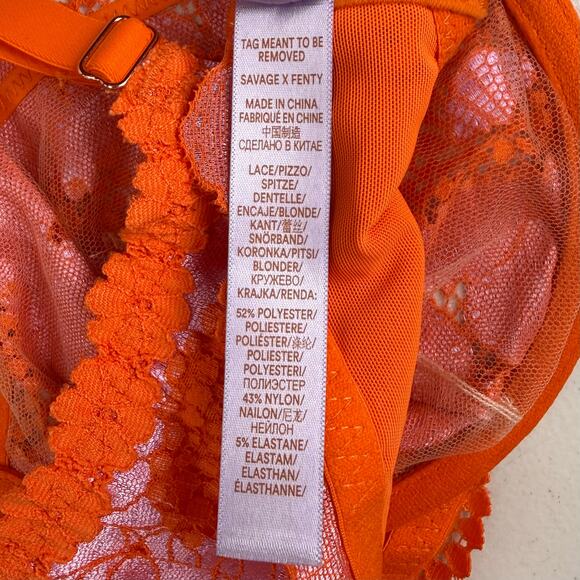 TAG MEANT TO BE
REMOVED
SAVAGE X FENTY
MADE IN CHINA
FABRIQUÉ EN CHINE
中国制造
СДЕЛАНО В КИТАЕ
LACE/PIZZO/
SPITZE/
DENTELLE/
ENCAJE/BLONDE/
KANT/蕾丝/
SNÖRBAND/
KORONKA/PITSI/
BLONDER/
КРУЖЕВО/
KRAJKA/RENDA:
52% POLYESTER/
POLIESTERE/
POLIÉSTER/涤纶/
POLIESTER/
POLYESTERI/
ПОЛИЭСТЕР
43% NYLON/
NAILON/尼龙/
НЕЙЛОН
5% ELASTANE/
ELASTAM/
ELASTHAN/
ÉLASTHANNE/